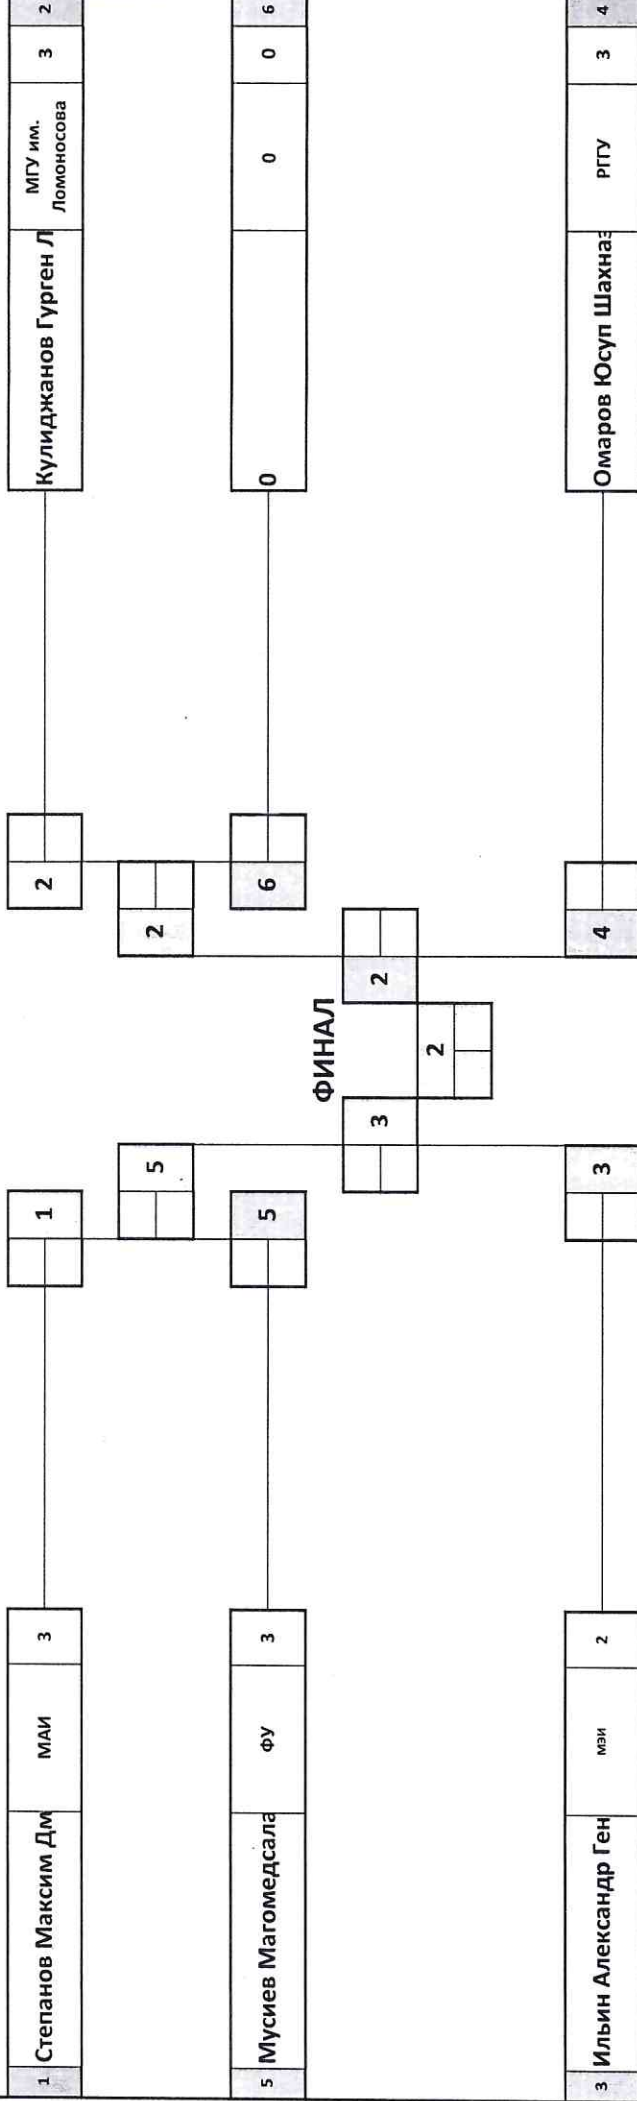 1 Степанов Максим Дм МАИ 3
1
2
Кулиджанов Гурген Л МГУ им. Ломоносова 3 2
5
2
5 Мусиев Магомедсала ФУ 3
5
6
0 0 0 6
ФИНАЛ
3
2
2
3 Ильин Александр Ген мэи 2
3
4
Омаров Юсуп Шахназ РГГУ 3 4